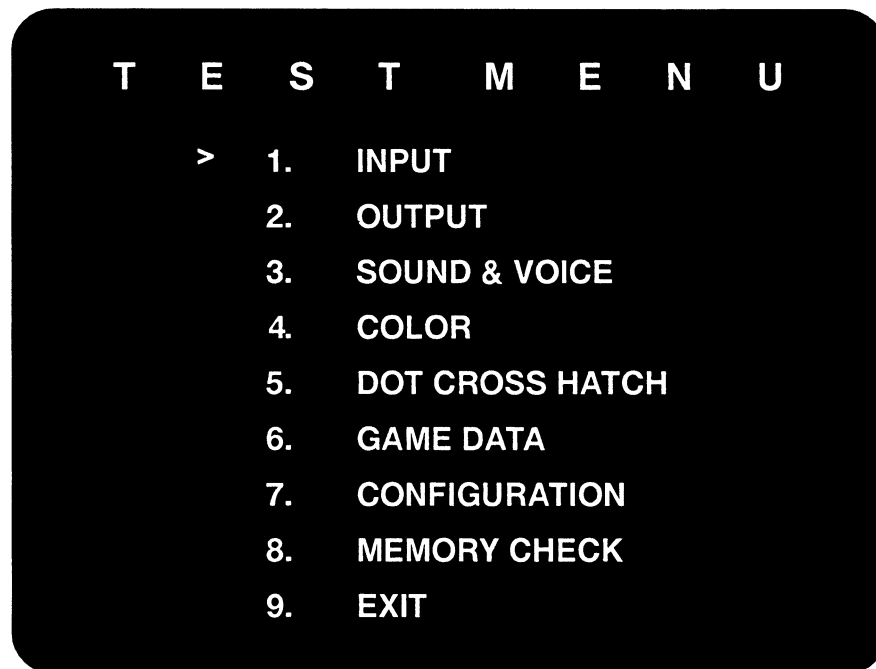 T E S T M E N U
> 1. INPUT
2. OUTPUT
3. SOUND & VOICE
4. COLOR
5. DOT CROSS HATCH
6. GAME DATA
7. CONFIGURATION
8. MEMORY CHECK
9. EXIT